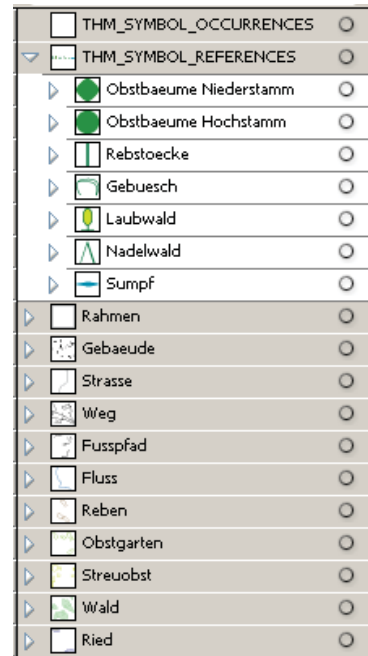 THM_SYMBOL_OCCURRENCES
THM_SYMBOL_REFERENCES
Obstbaeume Niederstamm
Obstbaeume Hochstamm
Rebstoecke
Gebuesch
Laubwald
Nadelwald
Sumpf
Rahmen
Gebaeude
Strasse
Weg
Fusspfad
Fluss
Reben
Obstgarten
Streuobst
Wald
Ried